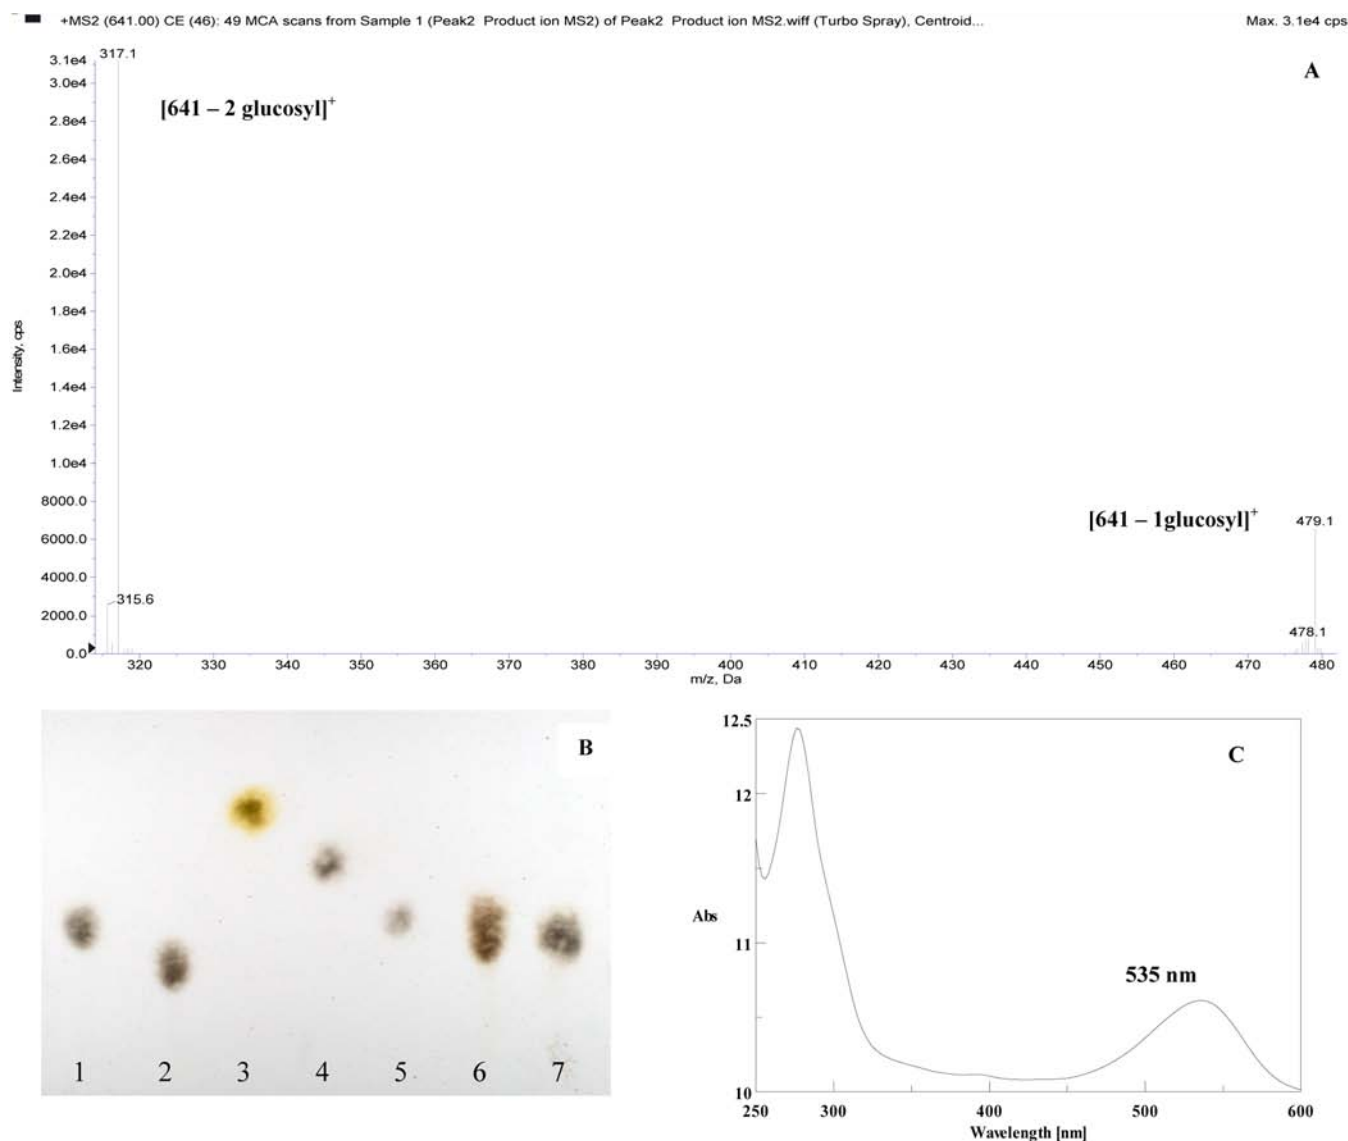 +MS2 (641.00) CE (46): 49 MCA scans from Sample 1 (Peak2 Product ion MS2) of Peak2 Product ion MS2.wiff (Turbo Spray), Centroid...
Max. 3.1e4 cps
A
3.1e4
3.0e4
2.8e4
2.6e4
2.4e4
2.2e4
2.0e4
1.8e4
1.6e4
1.4e4
1.2e4
1.0e4
8000.0
6000.0
4000.0
2000.0
0.0
Intensity, cps
317.1
[641 – 2 glucosyl]+
315.6
[641 – 1glucosyl]+
479.1
478.1
320 330 340 350 360 370 380 390 400 410 420 430 440 450 460 470 480
m/z, Da
B
1 2 3 4 5 6 7
C
12.5
12
11
10
Abs
535 nm
250 300 400 500 600
Wavelength [nm]